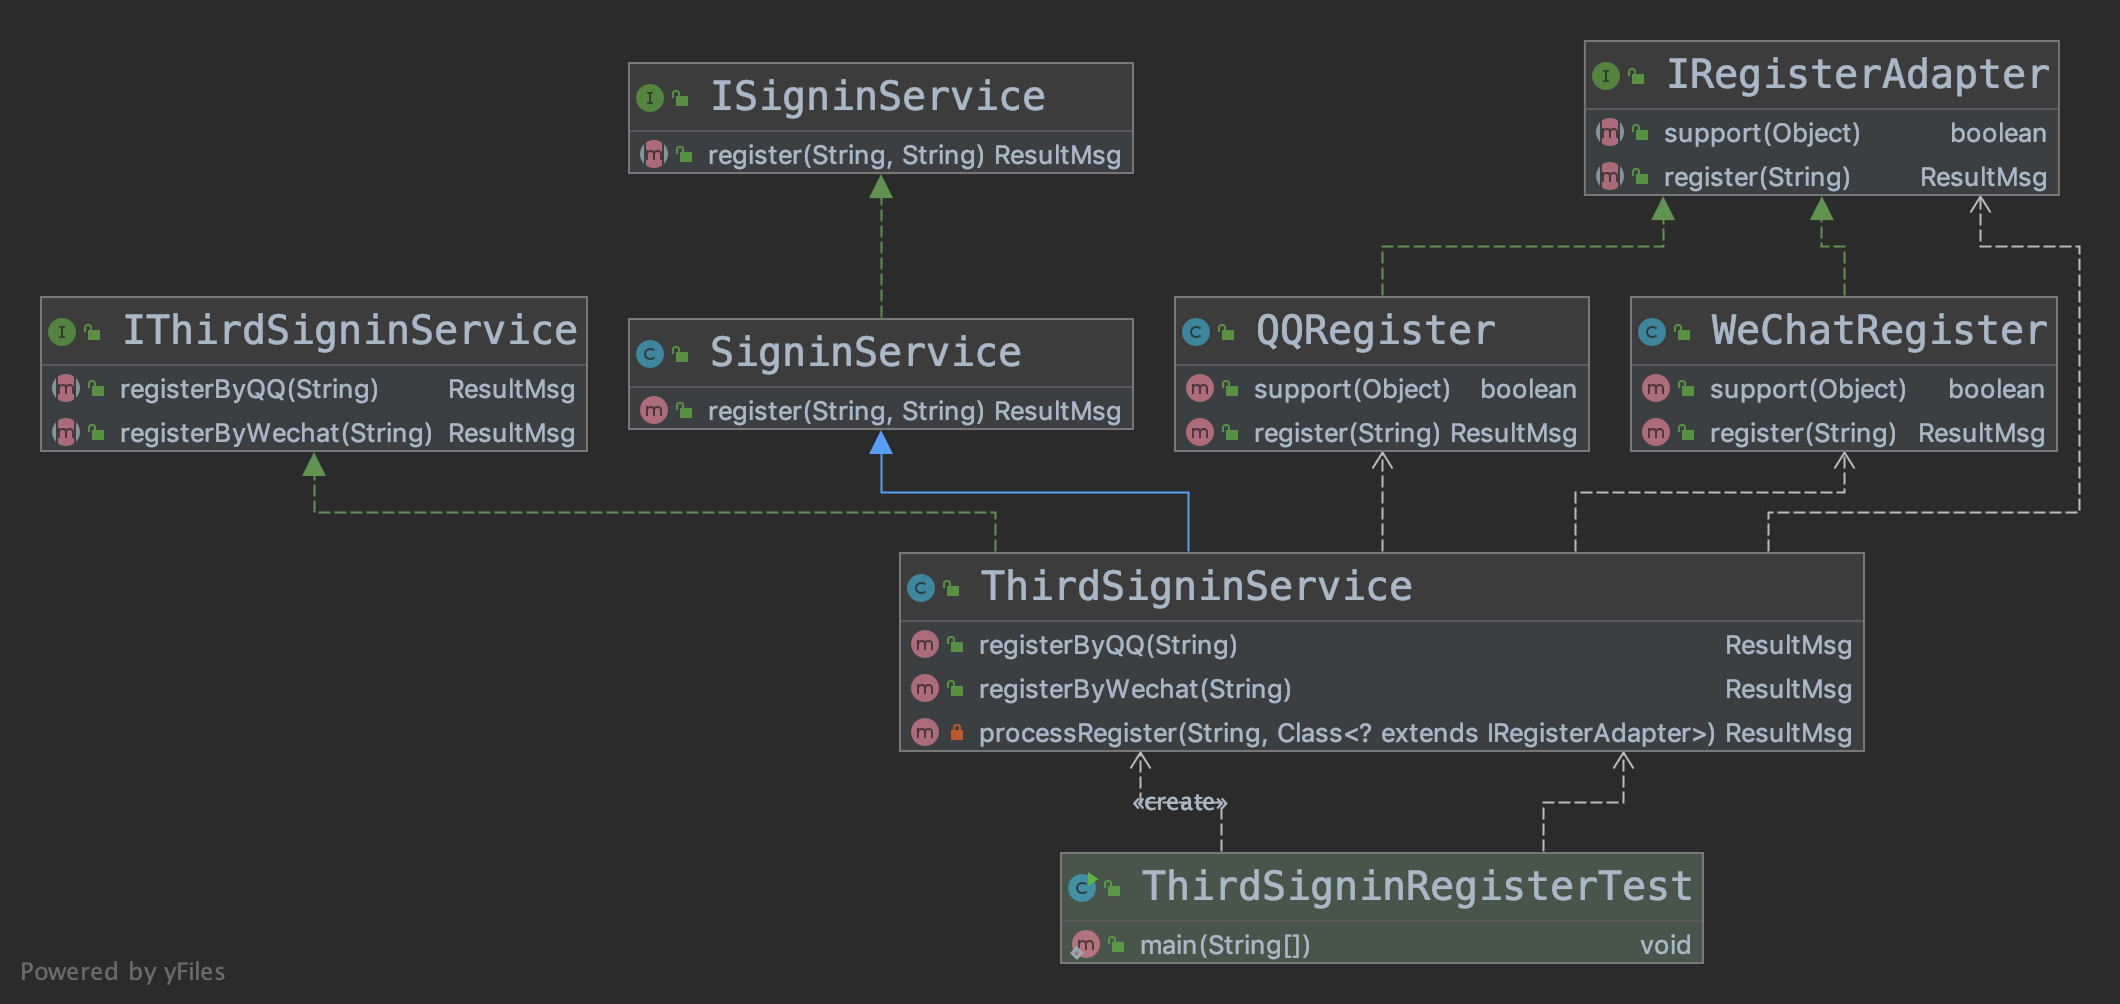 ISigninService
register(String, String) ResultMsg
IRegisterAdapter
support(Object) boolean
register(String) ResultMsg
IThirdSigninService
registerByQQ(String) ResultMsg
registerByWechat(String) ResultMsg
SigninService
register(String, String) ResultMsg
QQRegister
support(Object) boolean
register(String) ResultMsg
WeChatRegister
support(Object) boolean
register(String) ResultMsg
ThirdSigninService
registerByQQ(String) ResultMsg
registerByWechat(String) ResultMsg
processRegister(String, Class<? extends IRegisterAdapter>) ResultMsg
«create»
ThirdSigninRegisterTest
main(String[]) void
Powered by yFiles